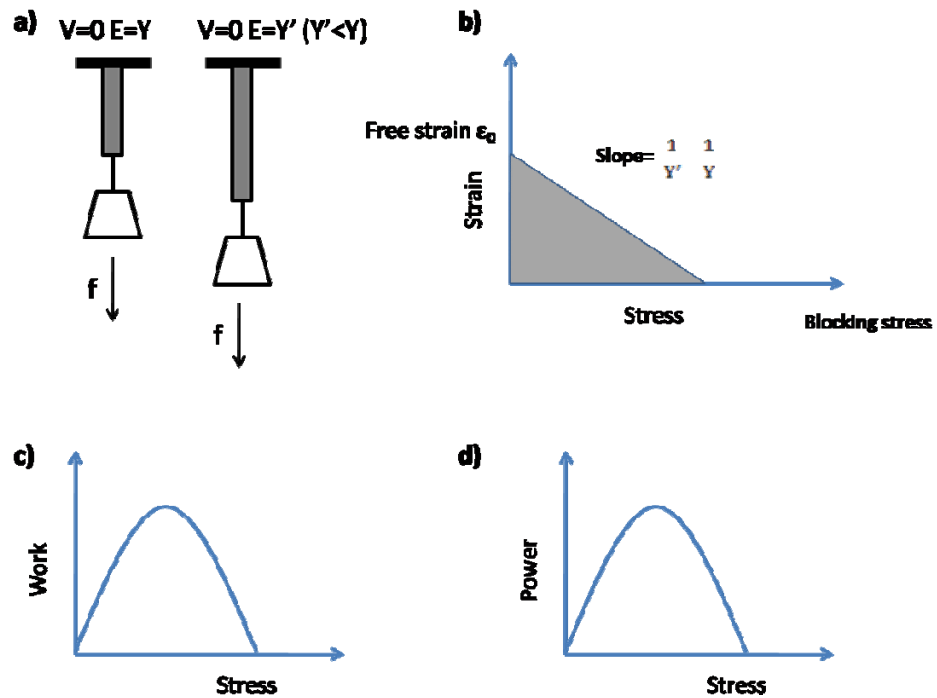 a)
V=0 E=Y
V=0 E=Y' (Y'<Y)
f
f
b)
Free strain ε₀
Slope= 1 1
Y' Y
Strain
Stress
Blocking stress
c)
Work
Stress
d)
Power
Stress